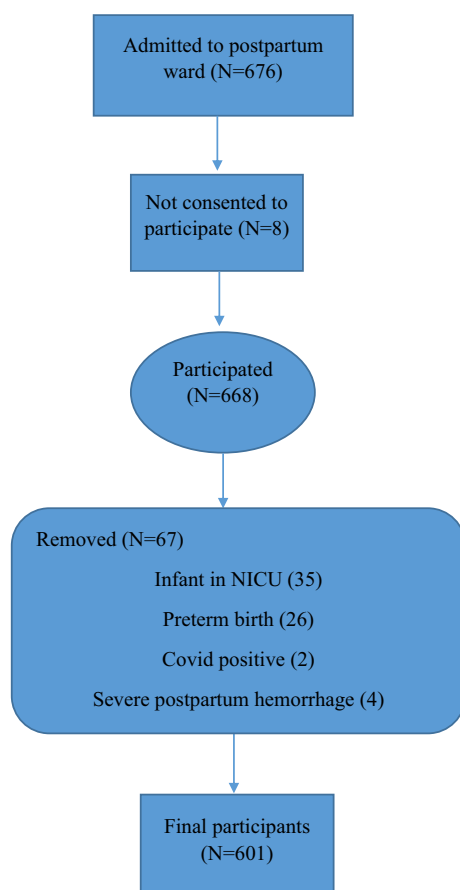 Admitted to postpartum
ward (N=676)
Not consented to
participate (N=8)
Participated
(N=668)
Removed (N=67)
Infant in NICU (35)
Preterm birth (26)
Covid positive (2)
Severe postpartum hemorrhage (4)
Final participants
(N=601)